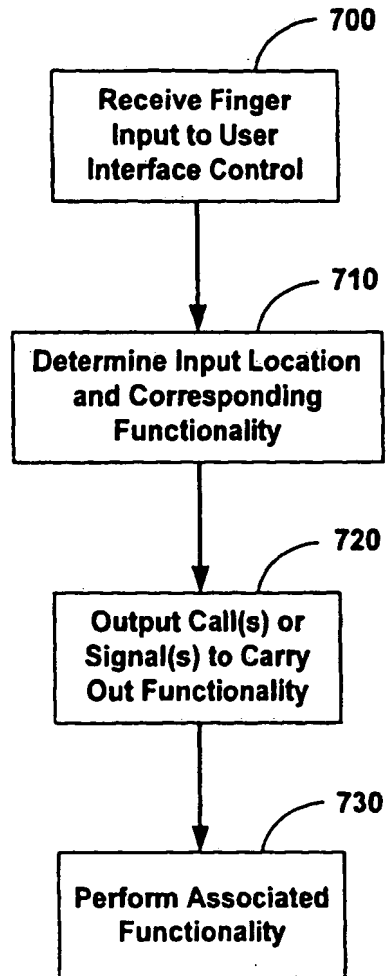 700
Receive Finger
Input to User
Interface Control
710
Determine Input Location
and Corresponding
Functionality
720
Output Call(s) or
Signal(s) to Carry
Out Functionality
730
Perform Associated
Functionality